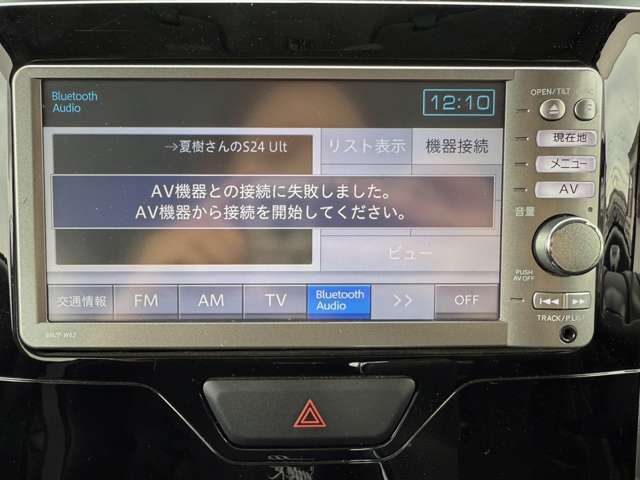 OPEN/TILT
Bluetooth
Audio
12:10
現在地
→夏樹さんのS24 Ult
リスト表示
機器接続
メニュー
AV機器との接続に失敗しました。
AV機器から接続を開始してください。
AV
音量
ビュー
PUSH
AV OFF
交通情報
FM
AM
TV
Bluetooth
Audio
>>
OFF
TRACK/P.LIST